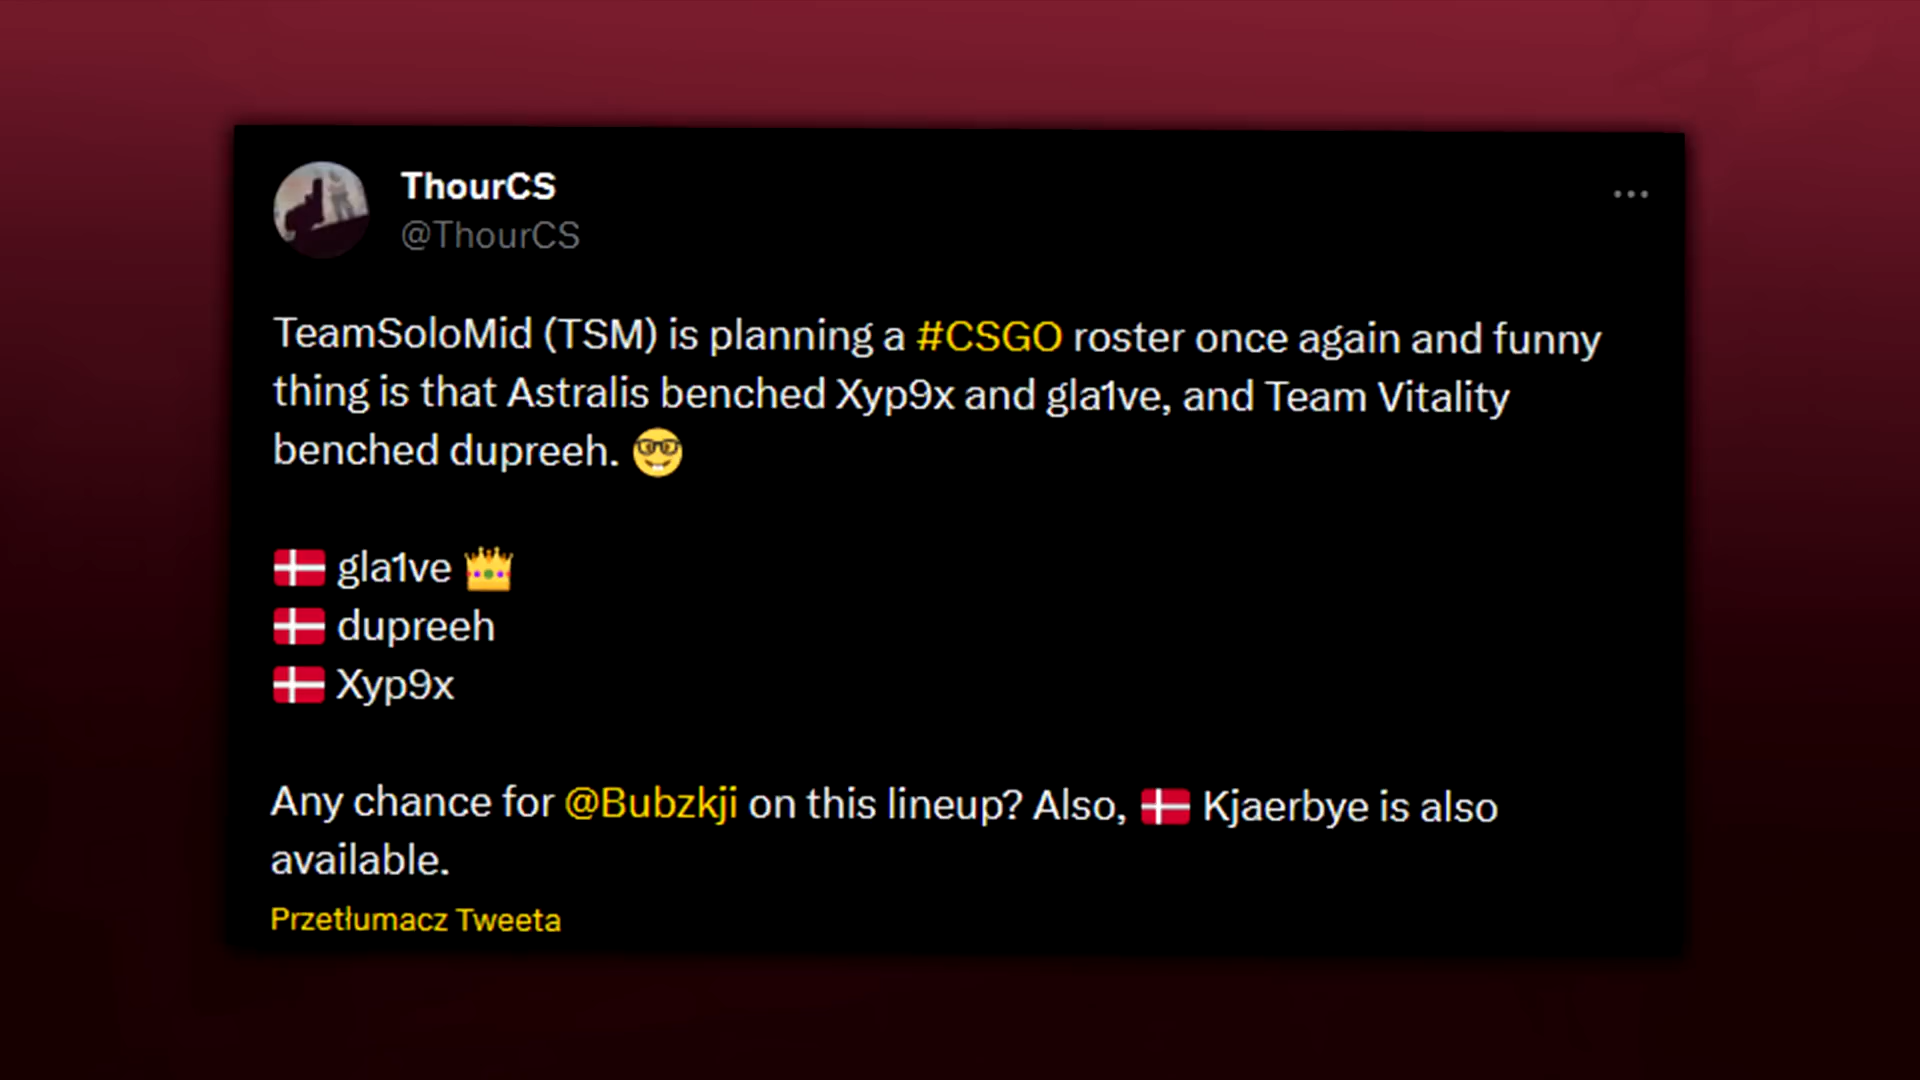 ThourCS
@ThourCS
TeamSoloMid (TSM) is planning a #CSGO roster once again and funny
thing is that Astralis benched Xyp9x and gla1ve, and Team Vitality
benched dupreeh. 🤓
🇩🇰 gla1ve 👑
🇩🇰 dupreeh
🇩🇰 Xyp9x
Any chance for @Bubzkji on this lineup? Also, 🇩🇰 Kjaerbye is also
available.
Przetłumacz Tweeta